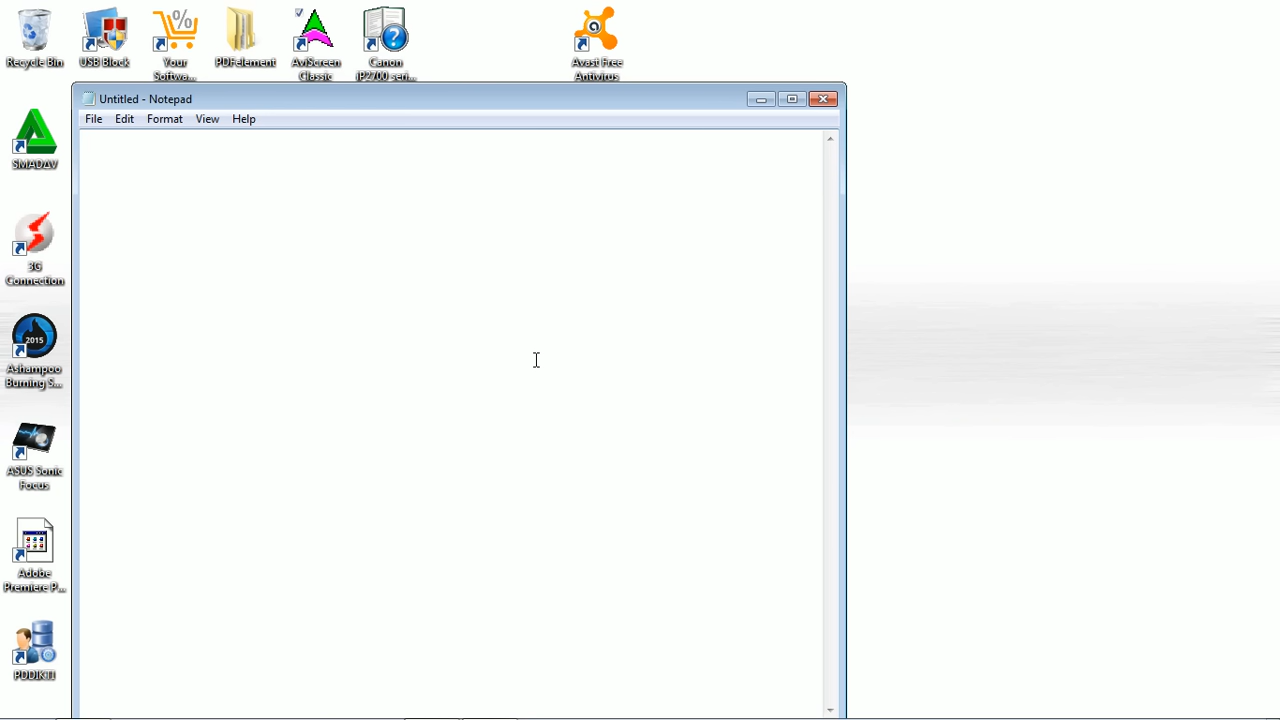 Recycle Bin
USB Block
Your
Softwa...
PDFelement
AviScreen
Classic
Canon
iP2700 seri...
Avast Free
Antivirus
Untitled - Notepad
File Edit Format View Help
SMADΔV
3G
Connection
2015
Ashampoo
Burning S...
ASUS Sonic
Focus
Adobe
Premiere P...
PDDIKTI